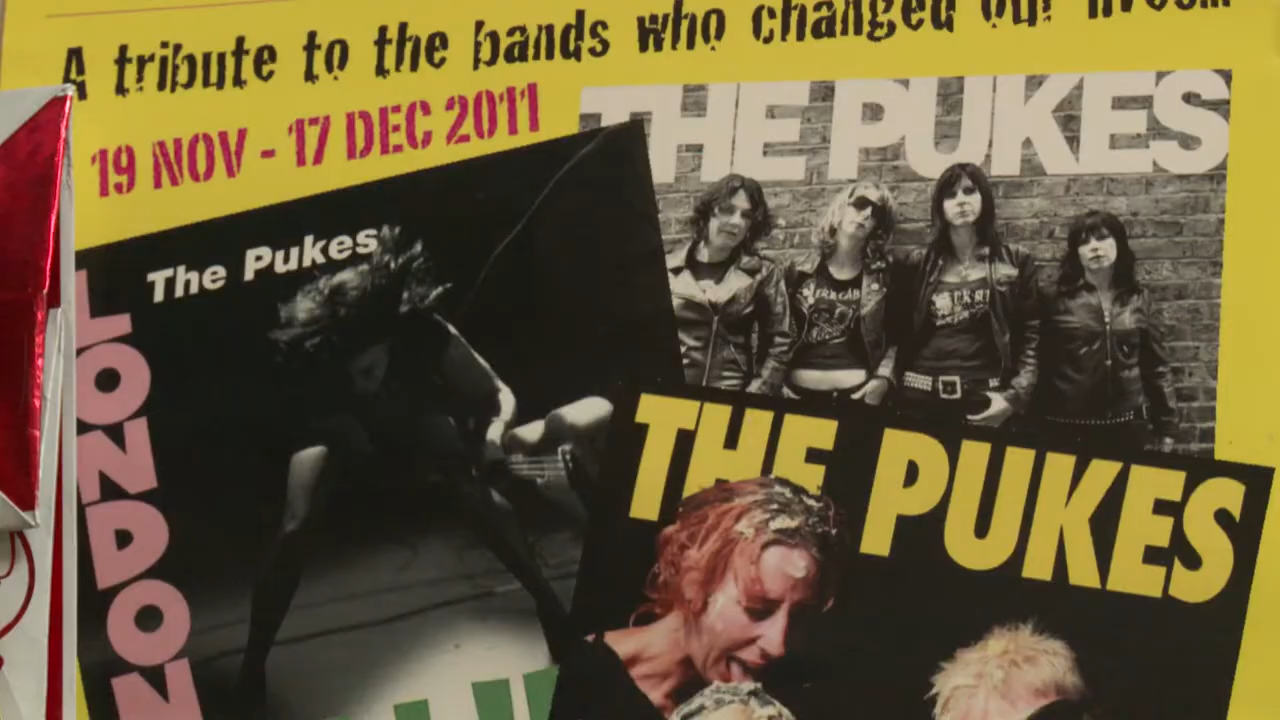 A tribute to the bands who changed our lives...
19 NOV - 17 DEC 2011
THE PUKES
The Pukes
LONDON
THE PUKES